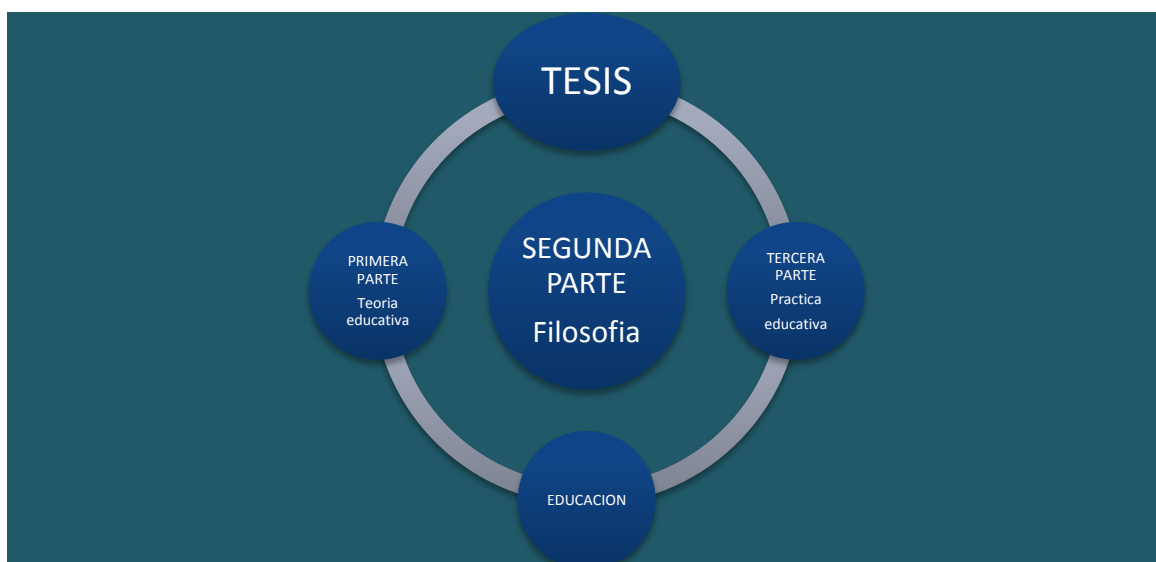 TESIS
PRIMERA
PARTE
Teoria
educativa
SEGUNDA
PARTE
Filosofia
TERCERA
PARTE
Practica
educativa
EDUCACION